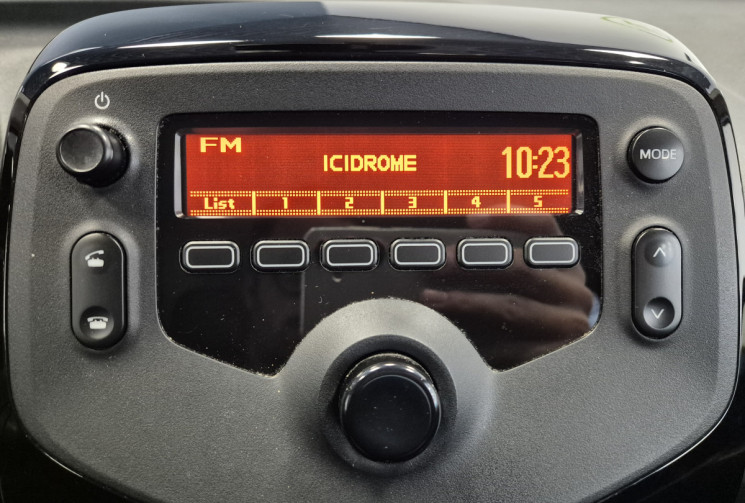 FM
ICIDROME
10:23
MODE
List 1 2 3 4 5